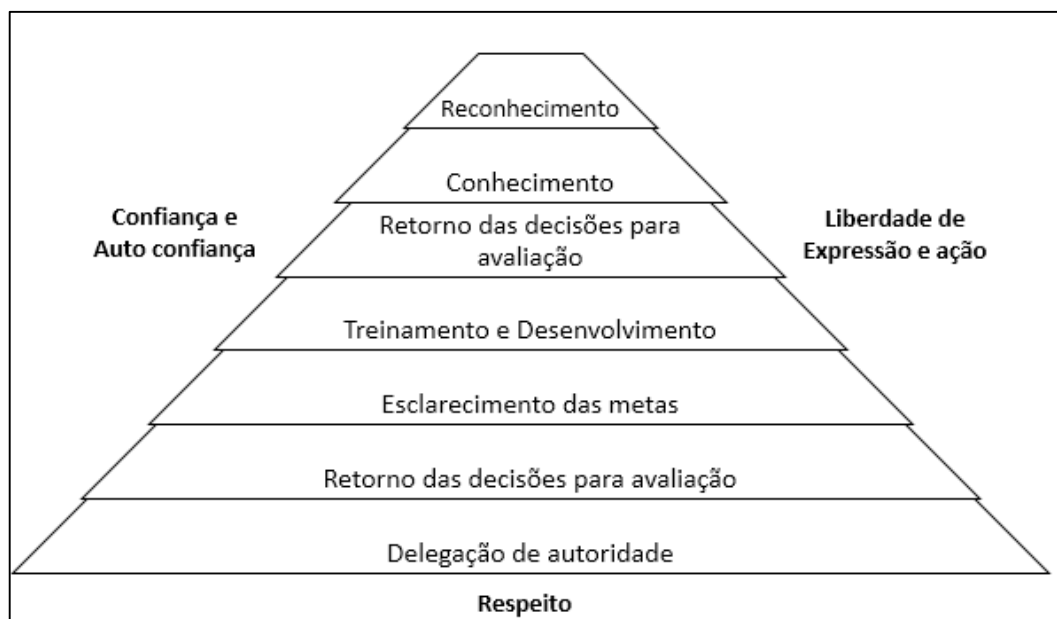 Reconhecimento
Conhecimento
Retorno das decisões para
avaliação
Confiança e
Auto confiança
Liberdade de
Expressão e ação
Treinamento e Desenvolvimento
Esclarecimento das metas
Retorno das decisões para avaliação
Delegação de autoridade
Respeito